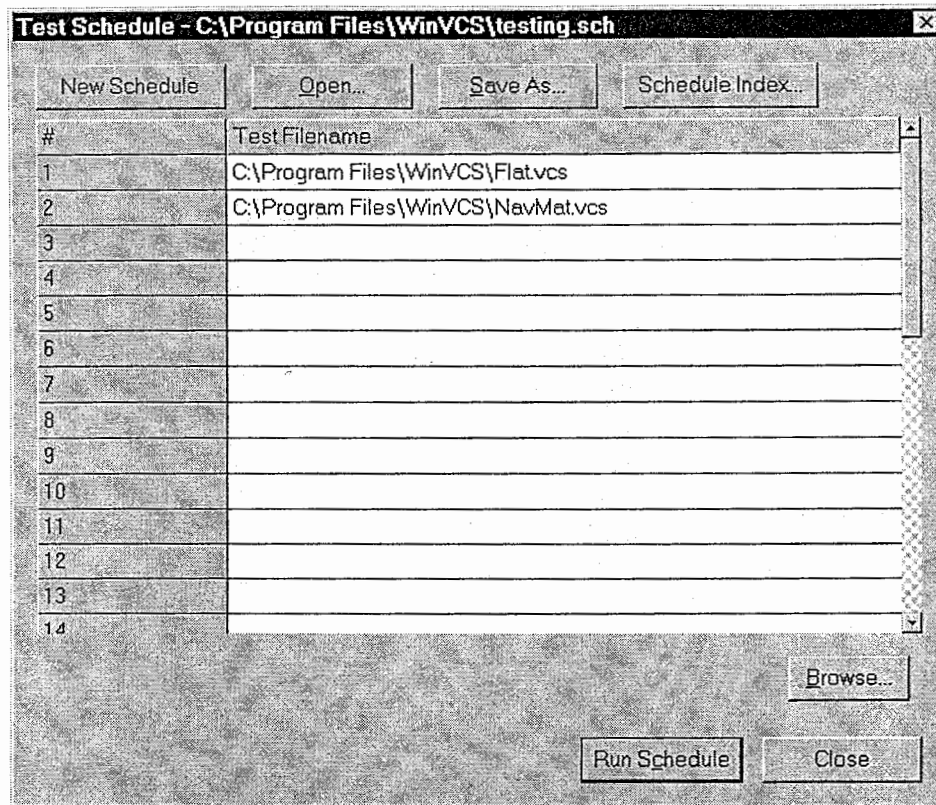 Test Schedule - C:\Program Files\WinVCS\testing.sch
New Schedule Open... Save As... Schedule Index...
# Test Filename
1 C:\Program Files\WinVCS\Flat.vcs
2 C:\Program Files\WinVCS\NavMat.vcs
3
4
5
6
7
8
9
10
11
12
13
14
Browse...
Run Schedule Close